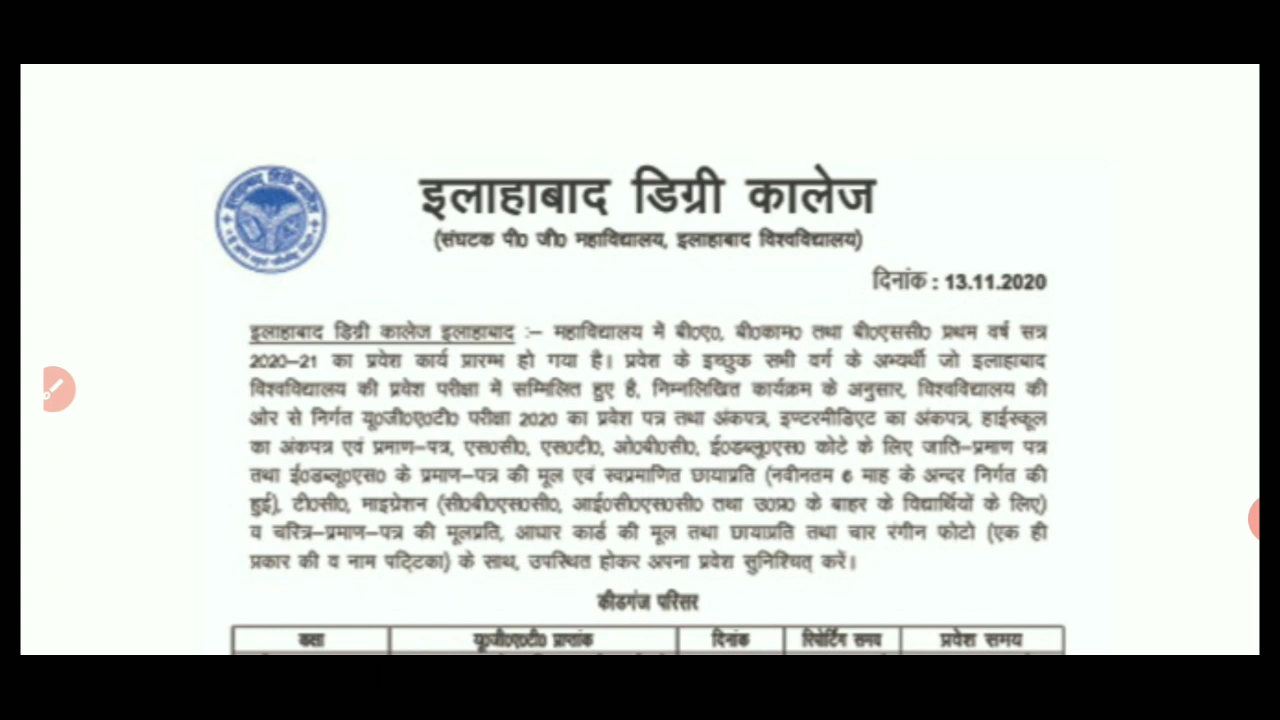 इलाहाबाद डिग्री कालेज
(संघटक पी0 जी0 महाविद्यालय, इलाहाबाद विश्वविद्यालय)
दिनांक : 13.11.2020
इलाहाबाद डिग्री कालेज इलाहाबाद :– महाविद्यालय में बी0ए0, बी0काम0 तथा बी0एससी0 प्रथम वर्ष सत्र
2020–21 का प्रवेश कार्य प्रारम्भ हो गया है। प्रवेश के इच्छुक सभी वर्ग के अभ्यर्थी जो इलाहाबाद
विश्वविद्यालय की प्रवेश परीक्षा में सम्मिलित हुए है, निम्नलिखित कार्यक्रम के अनुसार, विश्वविद्यालय की
ओर से निर्गत यू0जी0ए0टी0 परीक्षा 2020 का प्रवेश पत्र तथा अंकपत्र, इण्टरमीडिएट का अंकपत्र, हाईस्कूल
का अंकपत्र एवं प्रमाण–पत्र, एस0सी0, एस0टी0, ओ0बी0सी0, ई0डब्लू0एस0 कोटे के लिए जाति–प्रमाण पत्र
तथा ई0डब्लू0एस0 के प्रमाण–पत्र की मूल एवं स्वप्रमाणित छायाप्रति (नवीनतम 6 माह के अन्दर निर्गत की
हुई), टी0सी0, माइग्रेशन (सी0बी0एस0सी0, आई0सी0एस0सी0 तथा उ0प्र0 के बाहर के विद्यार्थियों के लिए)
व चरित्र–प्रमाण–पत्र की मूलप्रति, आधार कार्ड की मूल तथा छायाप्रति तथा चार रंगीन फोटो (एक ही
प्रकार की व नाम पट्टिका) के साथ, उपस्थित होकर अपना प्रवेश सुनिश्चित् करें।
कीडगंज परिसर
कक्षा यू0जी0ए0टी0 प्राप्तांक दिनांक रिपोर्टिंग समय प्रवेश समय